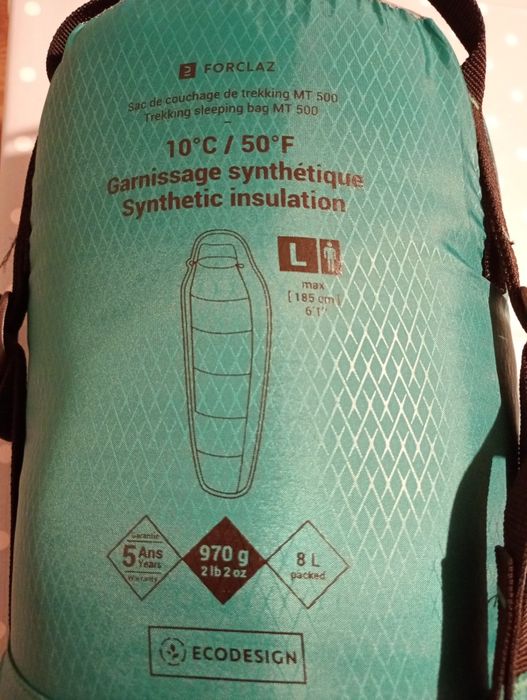 FORCLAZ
Sac de couchage de trekking MT 500
Trekking sleeping bag MT 500
10°C / 50°F
Garnissage synthétique
Synthetic insulation
L
max
[ 185 cm ]
6'1"
Garantie
5 Ans
Years
Warranty
970 g
2 lb 2 oz
8 L
packed
ECODESIGN